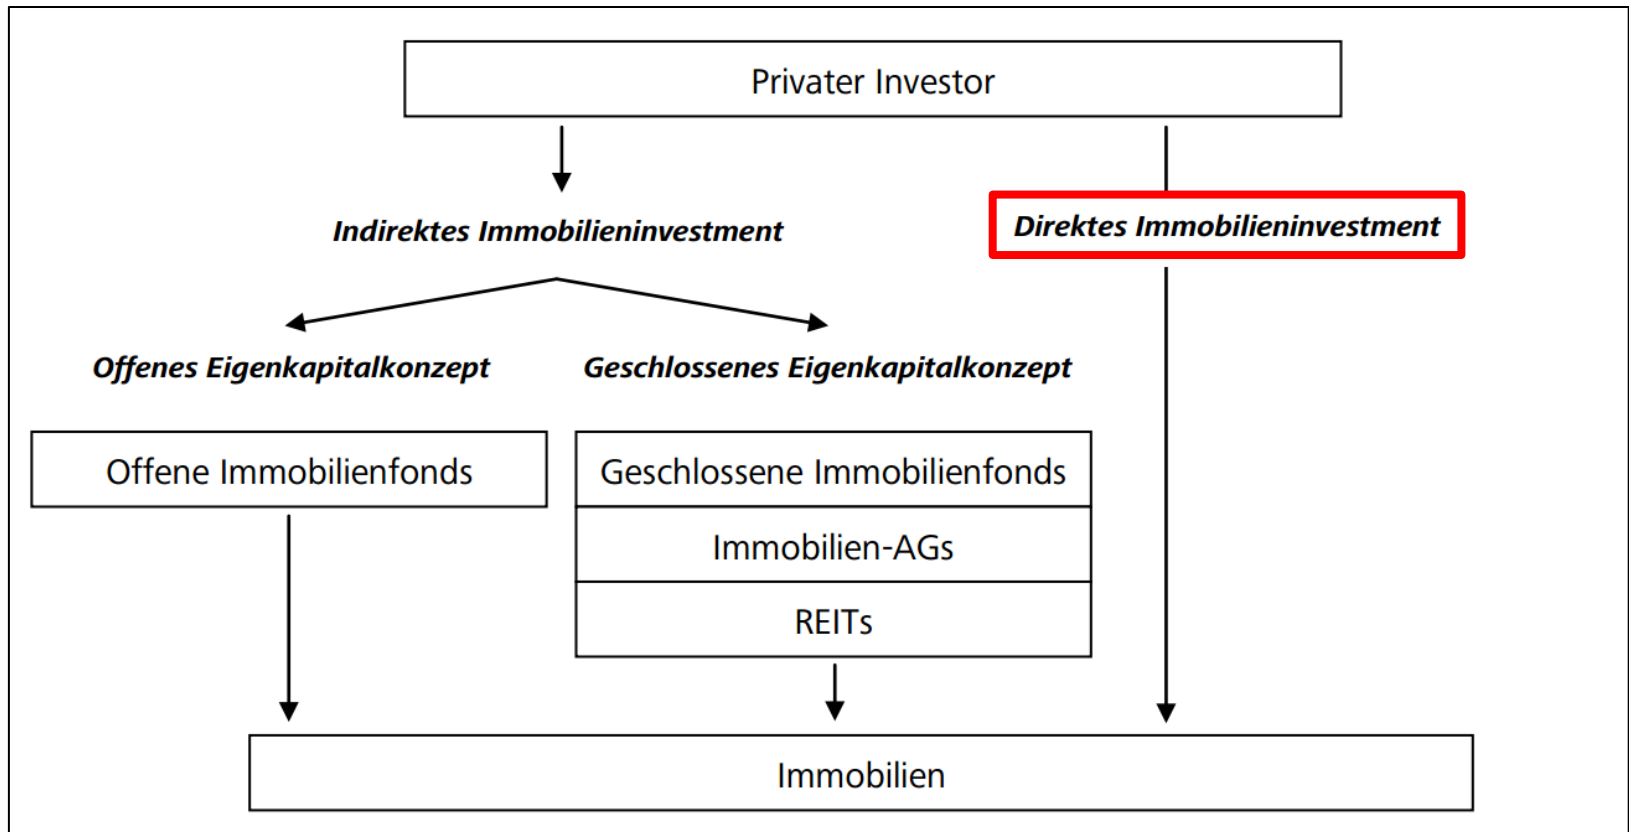 Privater Investor
Indirektes Immobilieninvestment
Direktes Immobilieninvestment
Offenes Eigenkapitalkonzept
Geschlossenes Eigenkapitalkonzept
Offene Immobilienfonds
Geschlossene Immobilienfonds
Immobilien-AGs
REITs
Immobilien